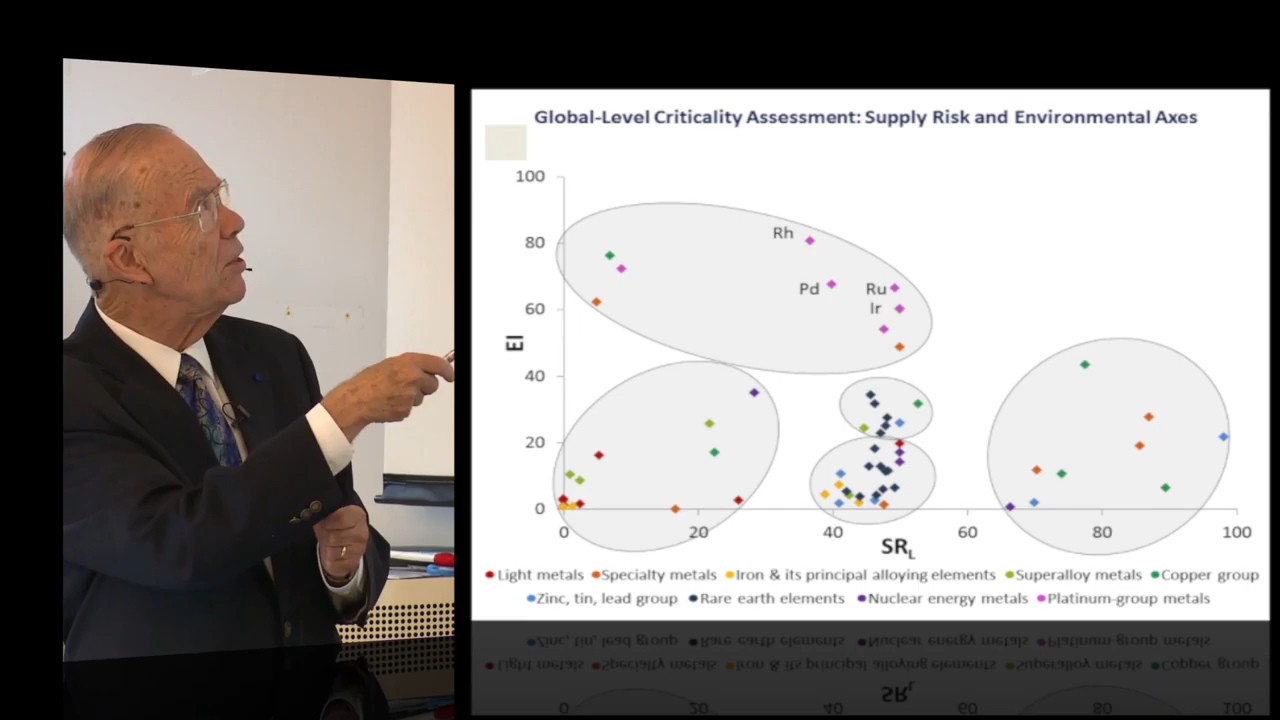 Global-Level Criticality Assessment: Supply Risk and Environmental Axes
100
80
60
40
20
0
EI
Rh
Pd
Ru
Ir
0 20 40 60 80 100
SRL
Light metals Specialty metals Iron & its principal alloying elements Superalloy metals Copper group
Zinc, tin, lead group Rare earth elements Nuclear energy metals Platinum-group metals